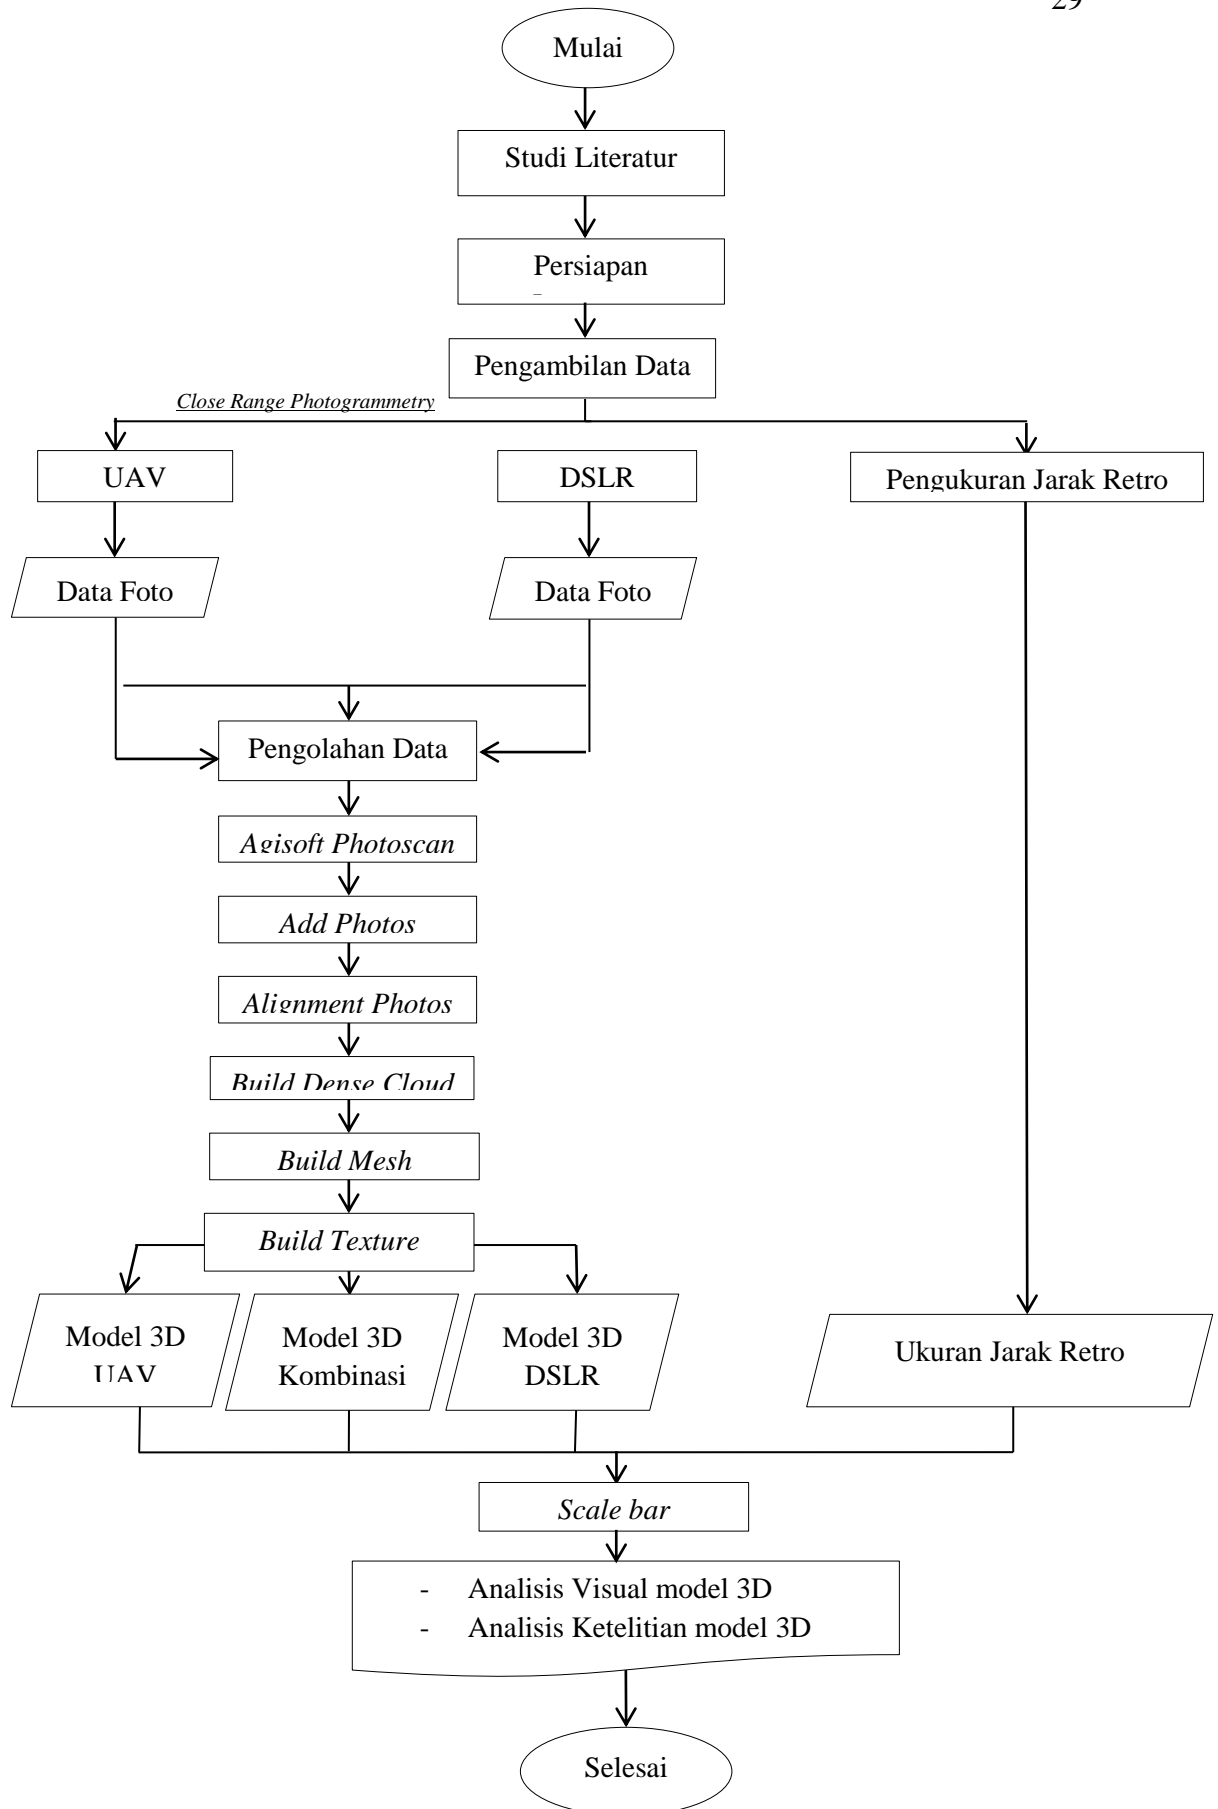 29
Mulai
Studi Literatur
Persiapan
Pengambilan Data
Close Range Photogrammetry
UAV
DSLR
Pengukuran Jarak Retro
Data Foto
Data Foto
Pengolahan Data
Agisoft Photoscan
Add Photos
Alignment Photos
Build Dense Cloud
Build Mesh
Build Texture
Model 3D
UAV
Model 3D
Kombinasi
Model 3D
DSLR
Ukuran Jarak Retro
Scale bar
- Analisis Visual model 3D
- Analisis Ketelitian model 3D
Selesai